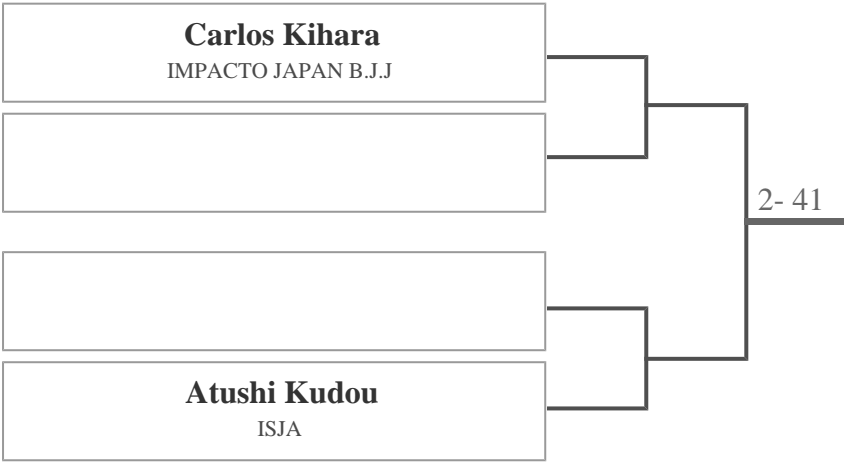 Carlos Kihara
IMPACTO JAPAN B.J.J
2- 41
Atushi Kudou
ISJA